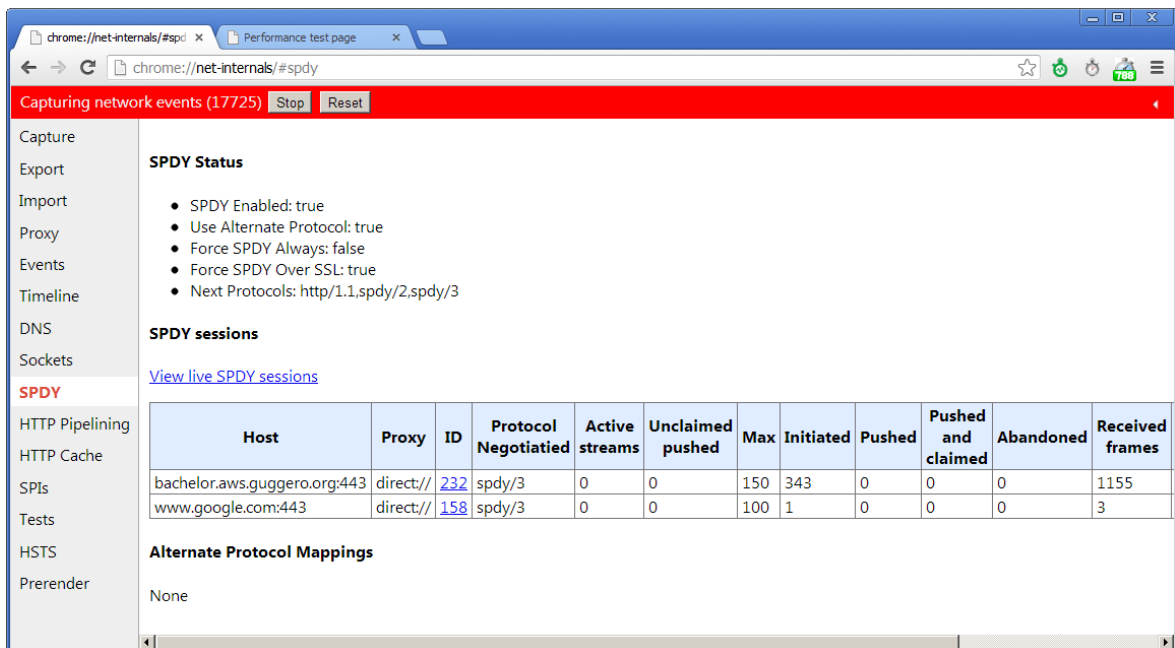 chrome://net-internals/#spd
Performance test page
chrome://net-internals/#spdy
788
Capturing network events (17725) Stop Reset
Capture
Export
Import
Proxy
Events
Timeline
DNS
Sockets
SPDY
HTTP Pipelining
HTTP Cache
SPIs
Tests
HSTS
Prerender
SPDY Status
SPDY Enabled: true
Use Alternate Protocol: true
Force SPDY Always: false
Force SPDY Over SSL: true
Next Protocols: http/1.1,spdy/2,spdy/3
SPDY sessions
View live SPDY sessions
Host Proxy ID Protocol Negotiatied Active streams Unclaimed pushed Max Initiated Pushed Pushed and claimed Abandoned Received frames
bachelor.aws.guggero.org:443 direct:// 232 spdy/3 0 0 150 343 0 0 0 1155
www.google.com:443 direct:// 158 spdy/3 0 0 100 1 0 0 0 3
Alternate Protocol Mappings
None